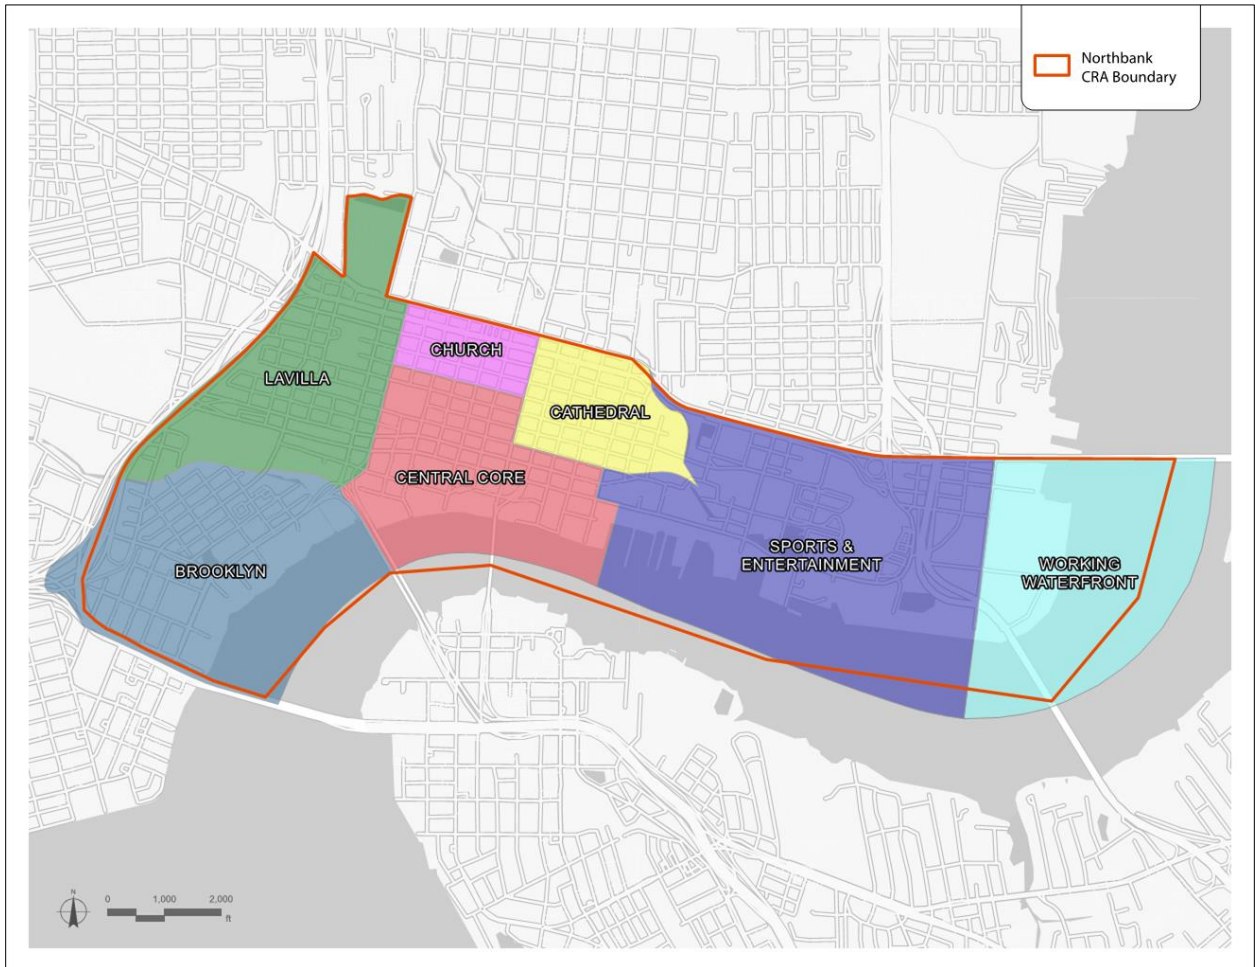 Northbank
CRA Boundary
CHURCH
LAVILLA
CATHEDRAL
CENTRAL CORE
SPORTS &
ENTERTAINMENT
BROOKLYN
WORKING
WATERFRONT
N
0 1,000 2,000
ft